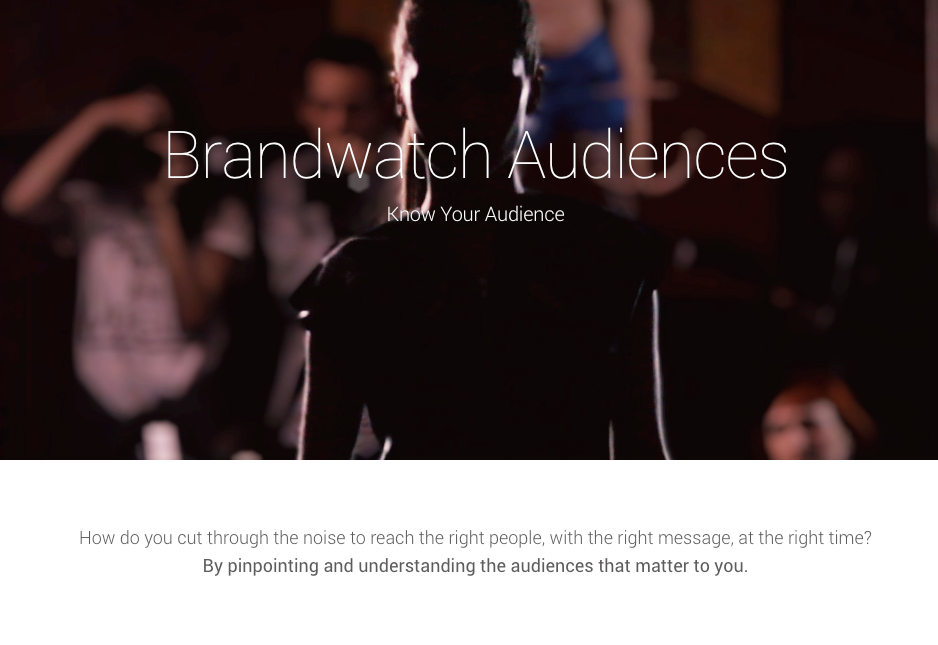 Brandwatch Audiences
Know Your Audience
How do you cut through the noise to reach the right people, with the right message, at the right time?
By pinpointing and understanding the audiences that matter to you.